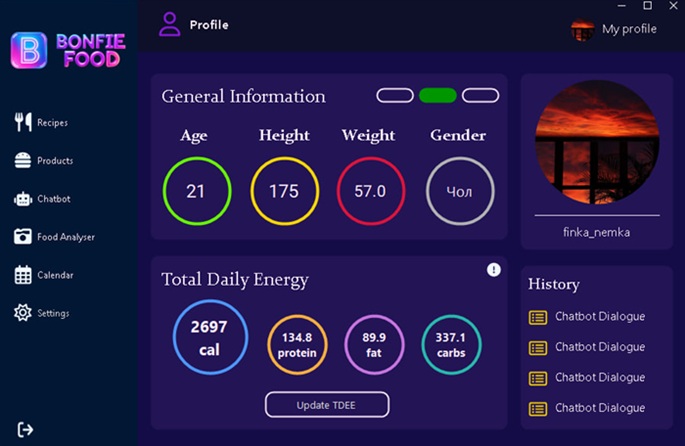 BONFIE
FOOD
Profile
My profile
Recipes
Products
Chatbot
Food Analyser
Calendar
Settings
General Information
Age
Height
Weight
Gender
21
175
57.0
Чол
finka_nemka
Total Daily Energy
2697
cal
134.8
protein
89.9
fat
337.1
carbs
Update TDEE
History
Chatbot Dialogue
Chatbot Dialogue
Chatbot Dialogue
Chatbot Dialogue